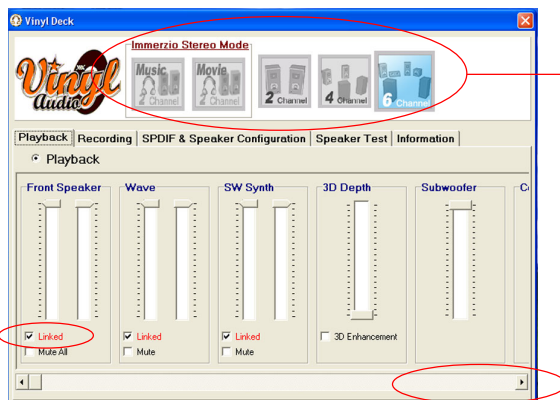 Vinyl Deck
VIA
Vinyl
Audio
Immerzio Stereo Mode
Music
2 Channel
Movie
2 Channel
2 Channel
4 Channel
6 Channel
Playback
Recording
SPDIF & Speaker Configuration
Speaker Test
Information
Playback
Front Speaker
Wave
SW Synth
3D Depth
Subwoofer
Linked
Linked
Linked
3D Enhancement
Mute All
Mute
Mute